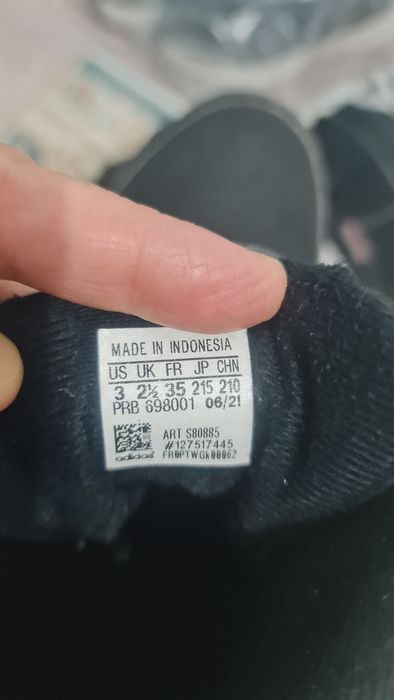 MADE IN INDONESIA
US UK FR JP CHN
3 2½ 35 215 210
PRB 698001 06/21
ART S80885
#127517445
adidas FR0PTWGk00062